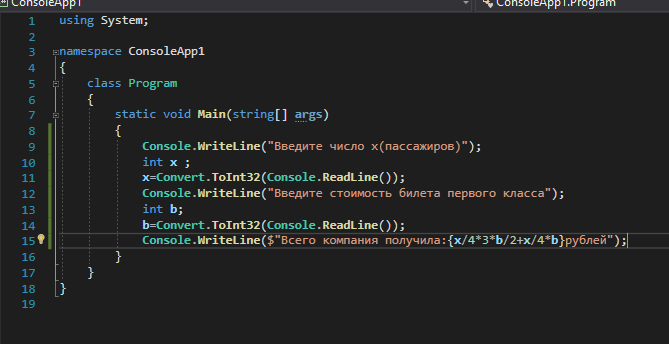 ConsoleApp1 ConsoleApp1.Program
1 using System;
2
3 namespace ConsoleApp1
4 {
5 class Program
6 {
7 static void Main(string[] args)
8 {
9 Console.WriteLine("Введите число x(пассажиров)");
10 int x ;
11 x=Convert.ToInt32(Console.ReadLine());
12 Console.WriteLine("Введите стоимость билета первого класса");
13 int b;
14 b=Convert.ToInt32(Console.ReadLine());
15 Console.WriteLine($"Всего компания получила:{x/4*3*b/2+x/4*b}рублей");
16 }
17 }
18 }
19